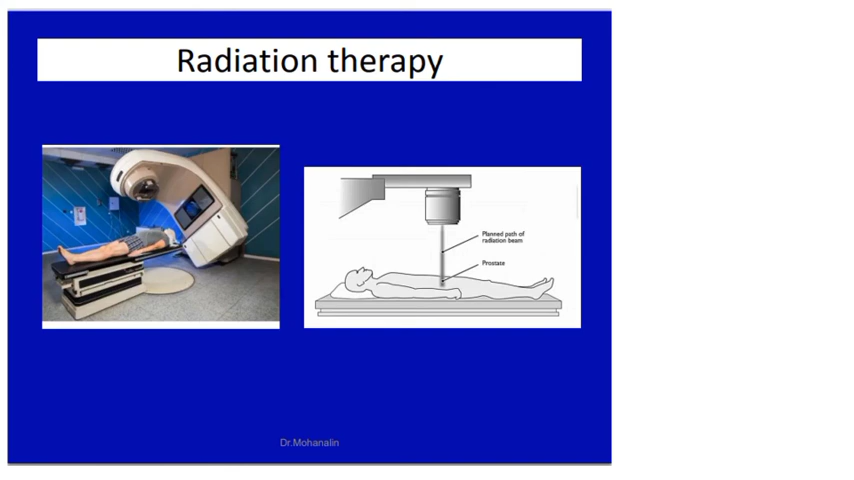 Radiation therapy
Planned path of
radiation beam
Prostate
Dr.Mohanalin